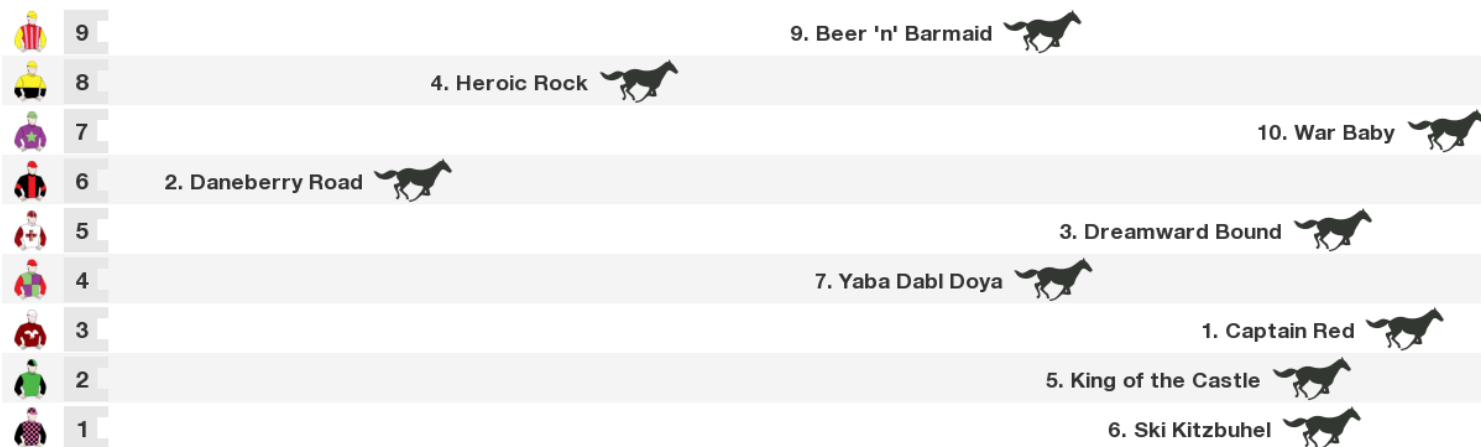 9 9. Beer 'n' Barmaid
8 4. Heroic Rock
7 10. War Baby
6 2. Daneberry Road
5 3. Dreamward Bound
4 7. Yaba Dabl Doya
3 1. Captain Red
2 5. King of the Castle
1 6. Ski Kitzbuhel